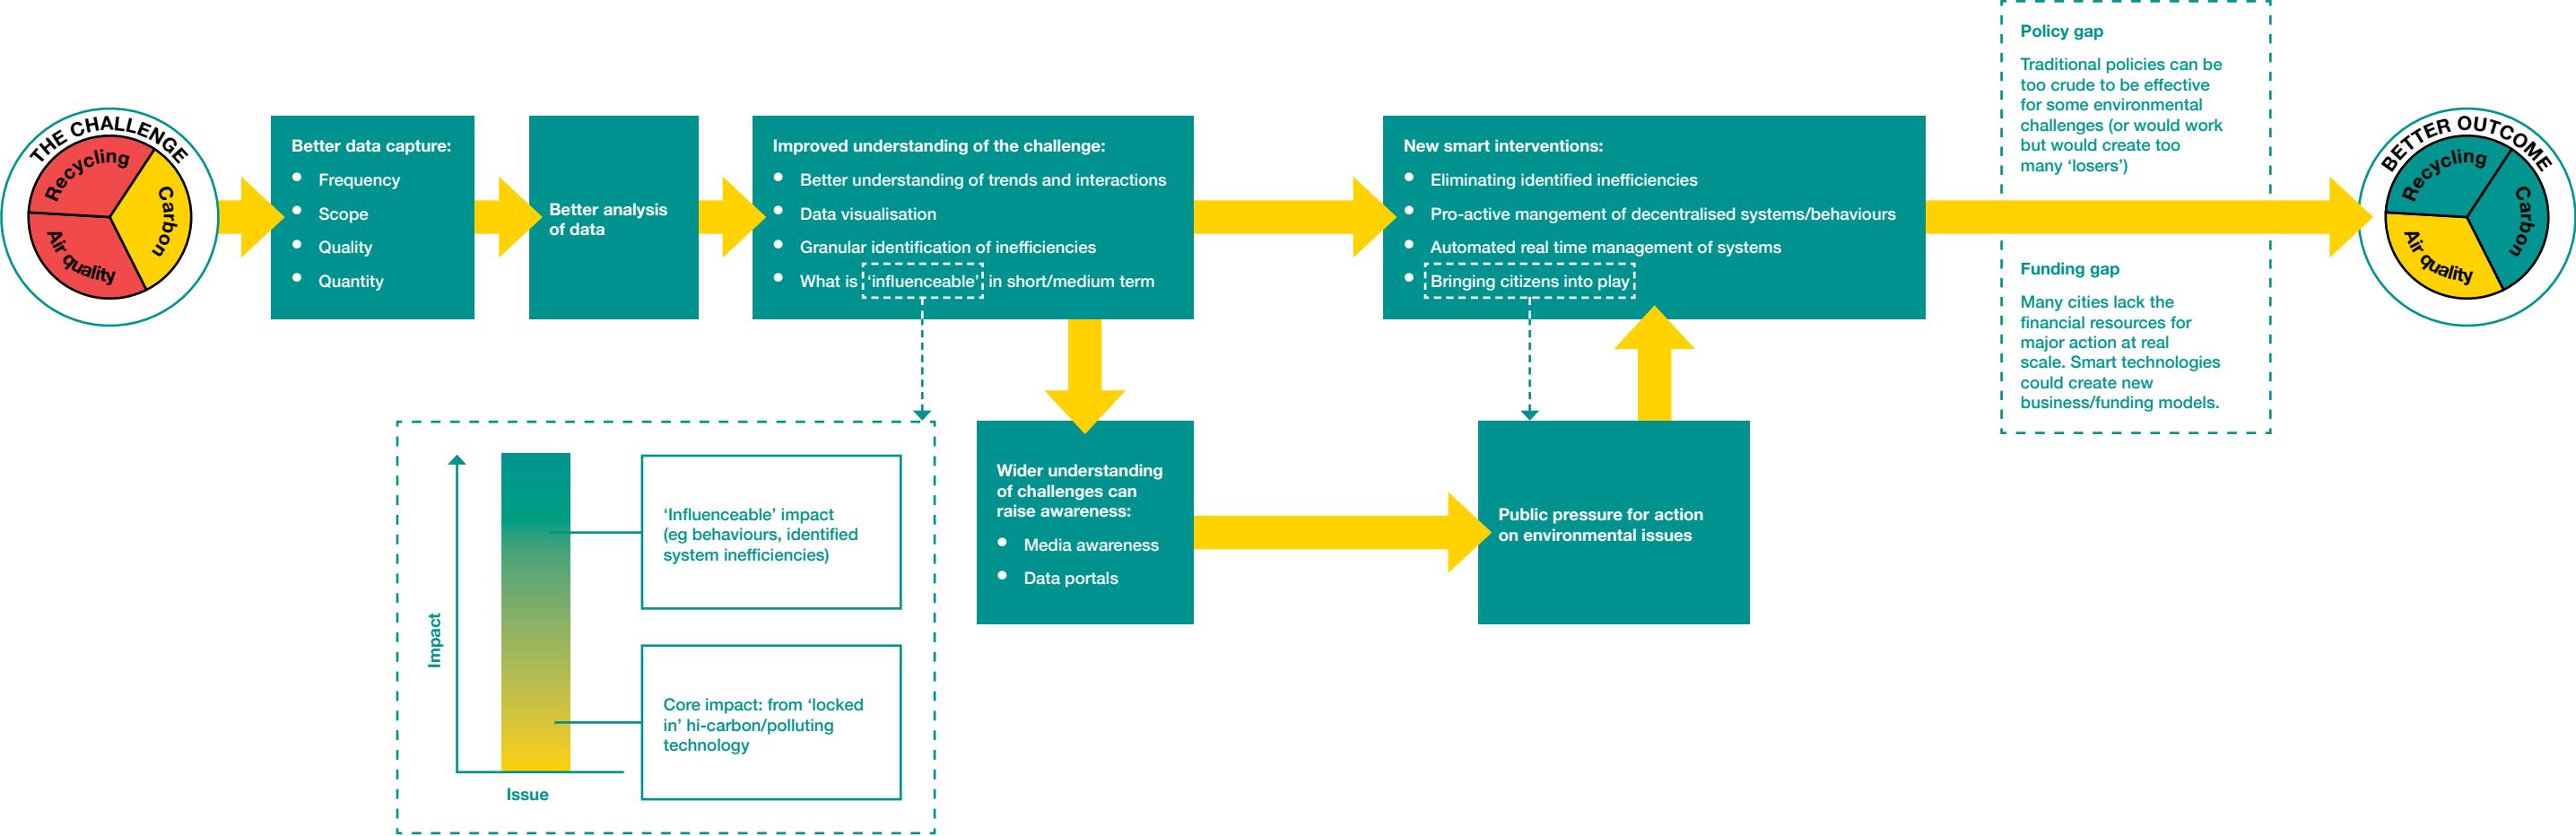 THE CHALLENGE
Recycling
Carbon
Air quality
Better data capture:
• Frequency
• Scope
• Quality
• Quantity
Better analysis
of data
Improved understanding of the challenge:
• Better understanding of trends and interactions
• Data visualisation
• Granular identification of inefficiencies
• What is ‘influenceable’ in short/medium term
New smart interventions:
• Eliminating identified inefficiencies
• Pro-active mangement of decentralised systems/behaviours
• Automated real time management of systems
• Bringing citizens into play
Policy gap
Traditional policies can be
too crude to be effective
for some environmental
challenges (or would work
but would create too
many ‘losers’)
Funding gap
Many cities lack the
financial resources for
major action at real
scale. Smart technologies
could create new
business/funding models.
BETTER OUTCOME
Recycling
Carbon
Air quality
Impact
Issue
‘Influenceable’ impact
(eg behaviours, identified
system inefficiencies)
Core impact: from ‘locked
in’ hi-carbon/polluting
technology
Wider understanding
of challenges can
raise awareness:
• Media awareness
• Data portals
Public pressure for action
on environmental issues